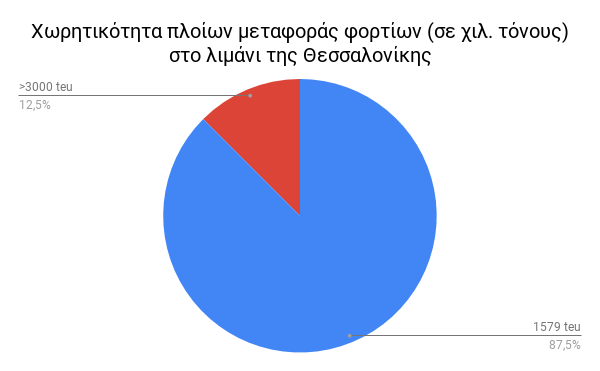 Χωρητικότητα πλοίων μεταφοράς φορτίων (σε χιλ. τόνους)
στο λιμάνι της Θεσσαλονίκης
>3000 teu
12,5%
1579 teu
87,5%